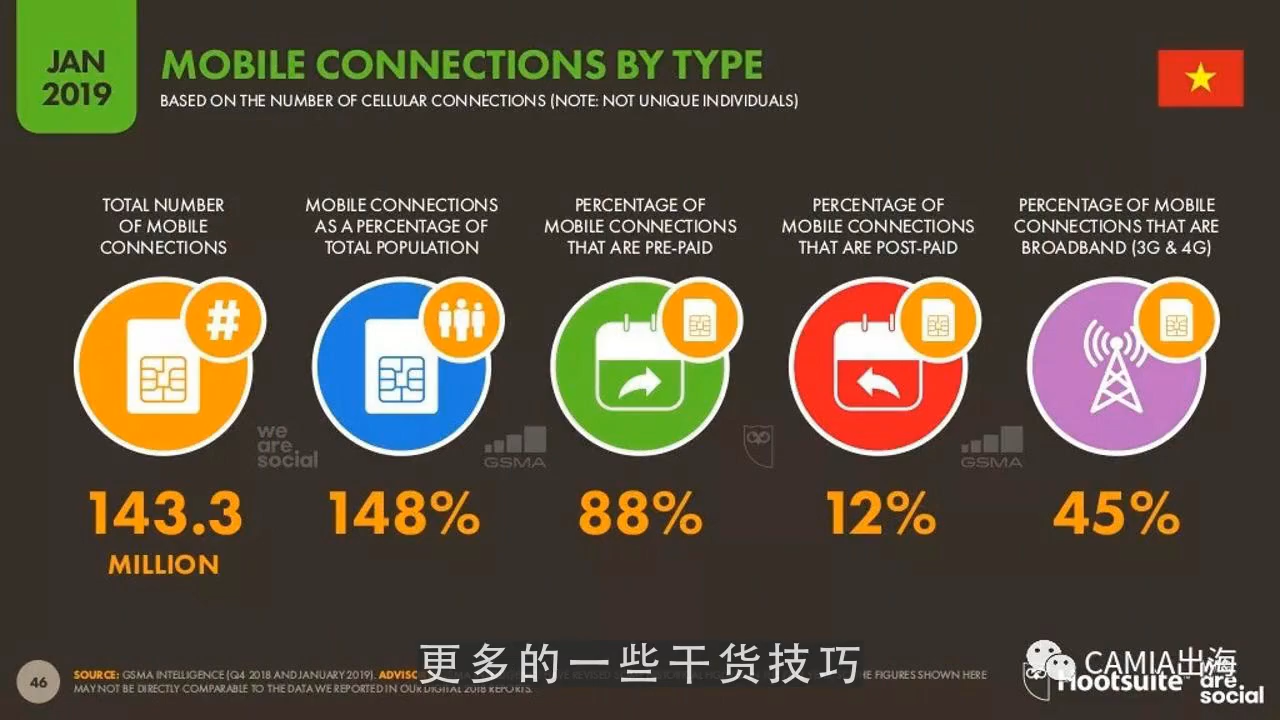 JAN
2019
MOBILE CONNECTIONS BY TYPE
BASED ON THE NUMBER OF CELLULAR CONNECTIONS (NOTE: NOT UNIQUE INDIVIDUALS)
TOTAL NUMBER
OF MOBILE
CONNECTIONS
MOBILE CONNECTIONS
AS A PERCENTAGE OF
TOTAL POPULATION
PERCENTAGE OF
MOBILE CONNECTIONS
THAT ARE PRE-PAID
PERCENTAGE OF
MOBILE CONNECTIONS
THAT ARE POST-PAID
PERCENTAGE OF MOBILE
CONNECTIONS THAT ARE
BROADBAND (3G & 4G)
#
we
are
social
GSMA
GSMA
143.3
MILLION
148%
88%
12%
45%
更多的一些干货技巧
46
SOURCE: GSMA INTELLIGENCE (Q4 2018 AND JANUARY 2019). THE FIGURES SHOWN HERE
MAY NOT BE DIRECTLY COMPARABLE TO THE DATA WE REPORTED IN OUR DIGITAL 2018 REPORTS.
CAMIA出海
Hootsuite
we
are
social